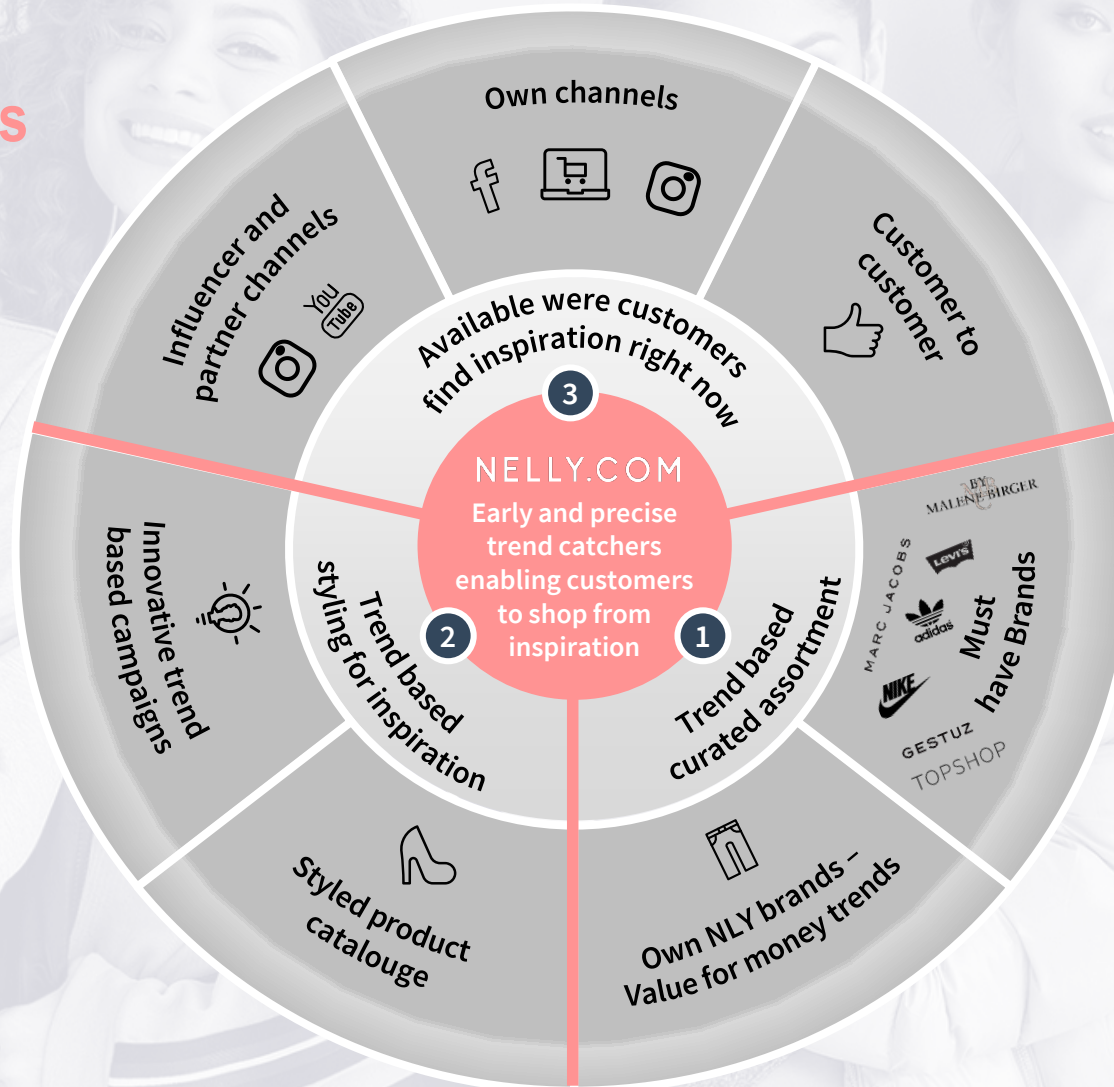 s
Own channels
f
Influencer and
partner channels
You
Tube
Customer to
customer
Available were customers
find inspiration right now
3
NELLY.COM
Early and precise
trend catchers
enabling customers
to shop from
inspiration
2
1
Innovative trend
based campaigns
Trend based
styling for inspiration
Trend based
curated assortment
BY
MALENE BIRGER
MARC JACOBS
Levi's
adidas
NIKE
GESTUZ
TOPSHOP
Must
have Brands
Styled product
catalouge
Own NLY brands –
Value for money trends